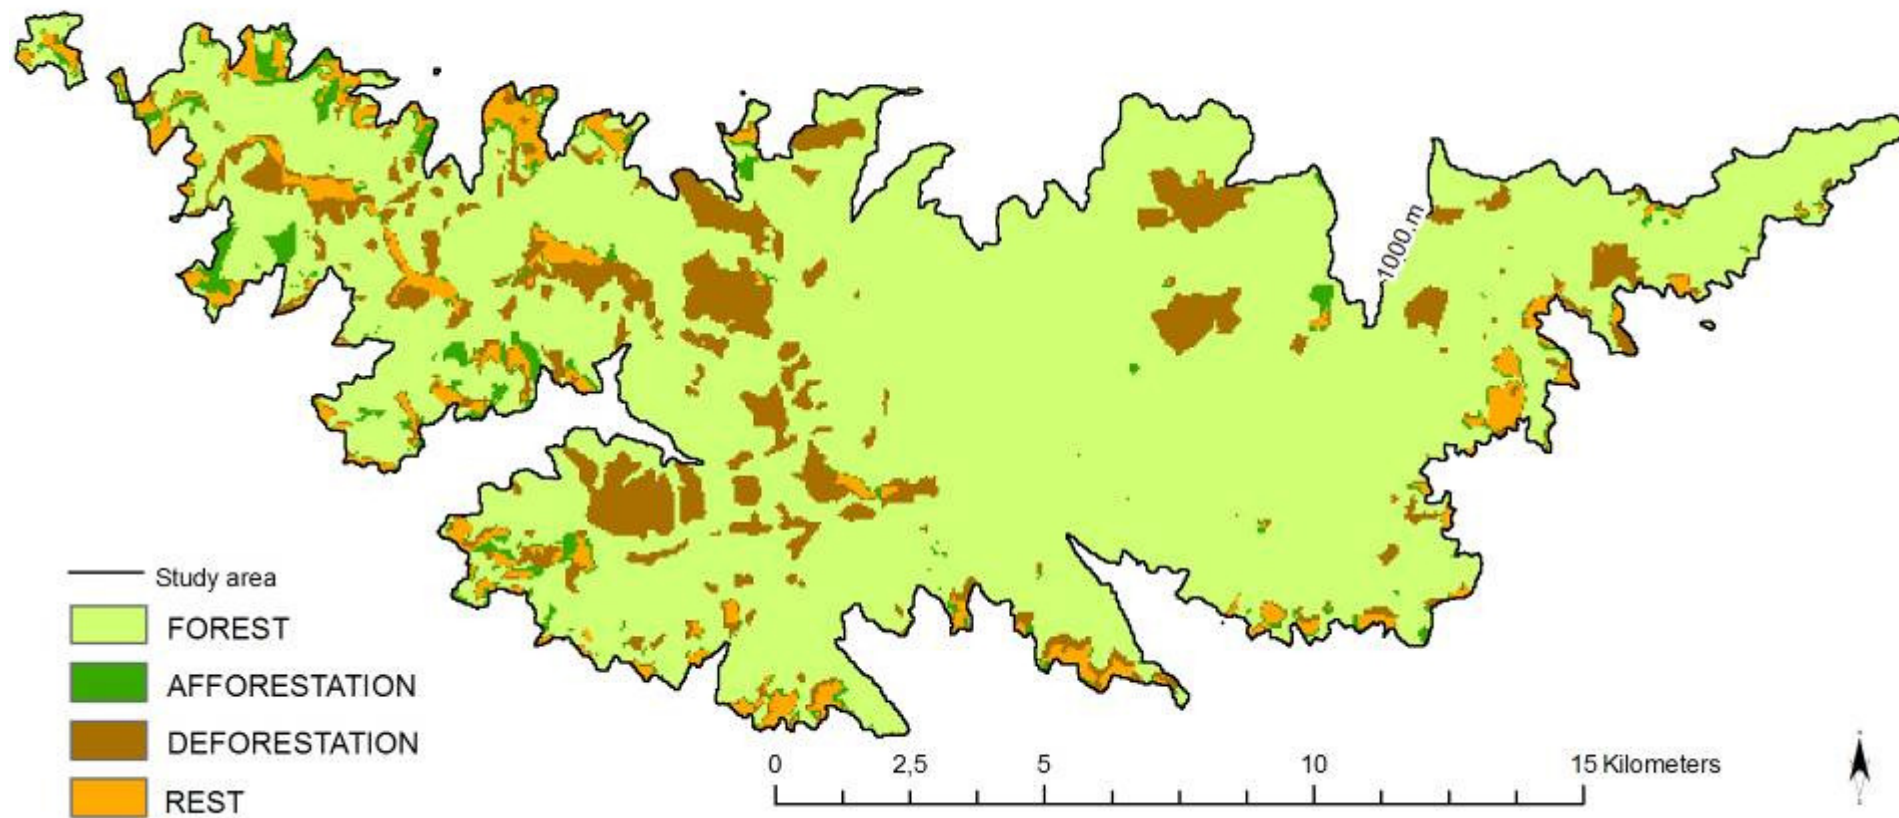 1000 m
Study area
FOREST
AFFORESTATION
DEFORESTATION
REST
0 2,5 5 10 15 Kilometers